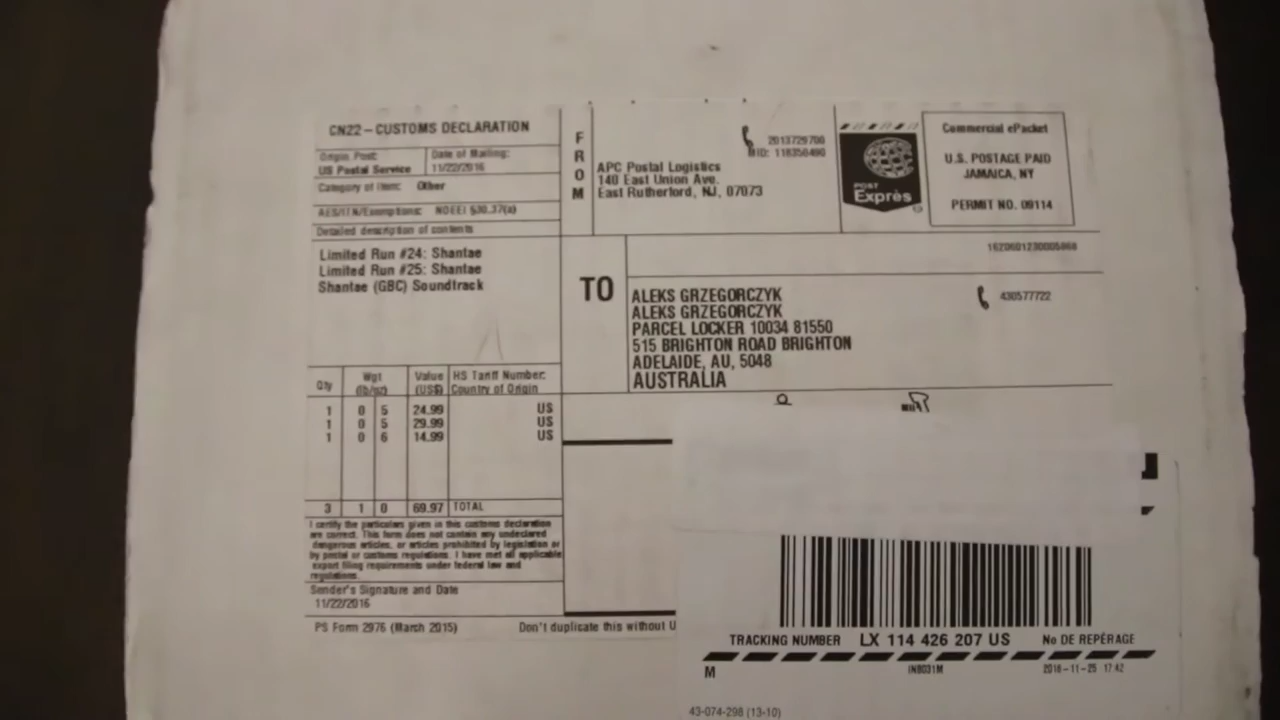 CN22 – CUSTOMS DECLARATION
Origin Post: Date of Mailing:
US Postal Service 11/22/2016
Category of Item: Other
AES/ITN/Exemptions: NOEEI §30.37(a)
Detailed description of contents
Limited Run #24: Shantae
Limited Run #25: Shantae
Shantae (GBC) Soundtrack
Qty Wgt (lb/oz) Value (US$) HS Tariff Number: Country of Origin
1 0 5 24.99 US
1 0 5 29.99 US
1 0 6 14.99 US
3 1 0 69.97 TOTAL
I certify the particulars given in this customs declaration
are correct. This form does not contain any undeclared
dangerous articles, or articles prohibited by legislation or
by postal or customs regulations. I have met all applicable
export filing requirements under federal law and
regulations.
Sender's Signature and Date
11/22/2016
PS Form 2976 (March 2015) Don't duplicate this without U
FROM
2013729700
MID: 118350490
APC Postal Logistics
140 East Union Ave.
East Rutherford, NJ, 07073
POST
Exprès
Commercial ePacket
U.S. POSTAGE PAID
JAMAICA, NY
PERMIT NO. 09114
1620601230005868
TO
430577722
ALEKS GRZEGORCZYK
ALEKS GRZEGORCZYK
PARCEL LOCKER 10034 81550
515 BRIGHTON ROAD BRIGHTON
ADELAIDE, AU, 5048
AUSTRALIA
TRACKING NUMBER LX 114 426 207 US No DE REPÉRAGE
M INB031M 2016-11-25 17:42
43-074-298 (13-10)